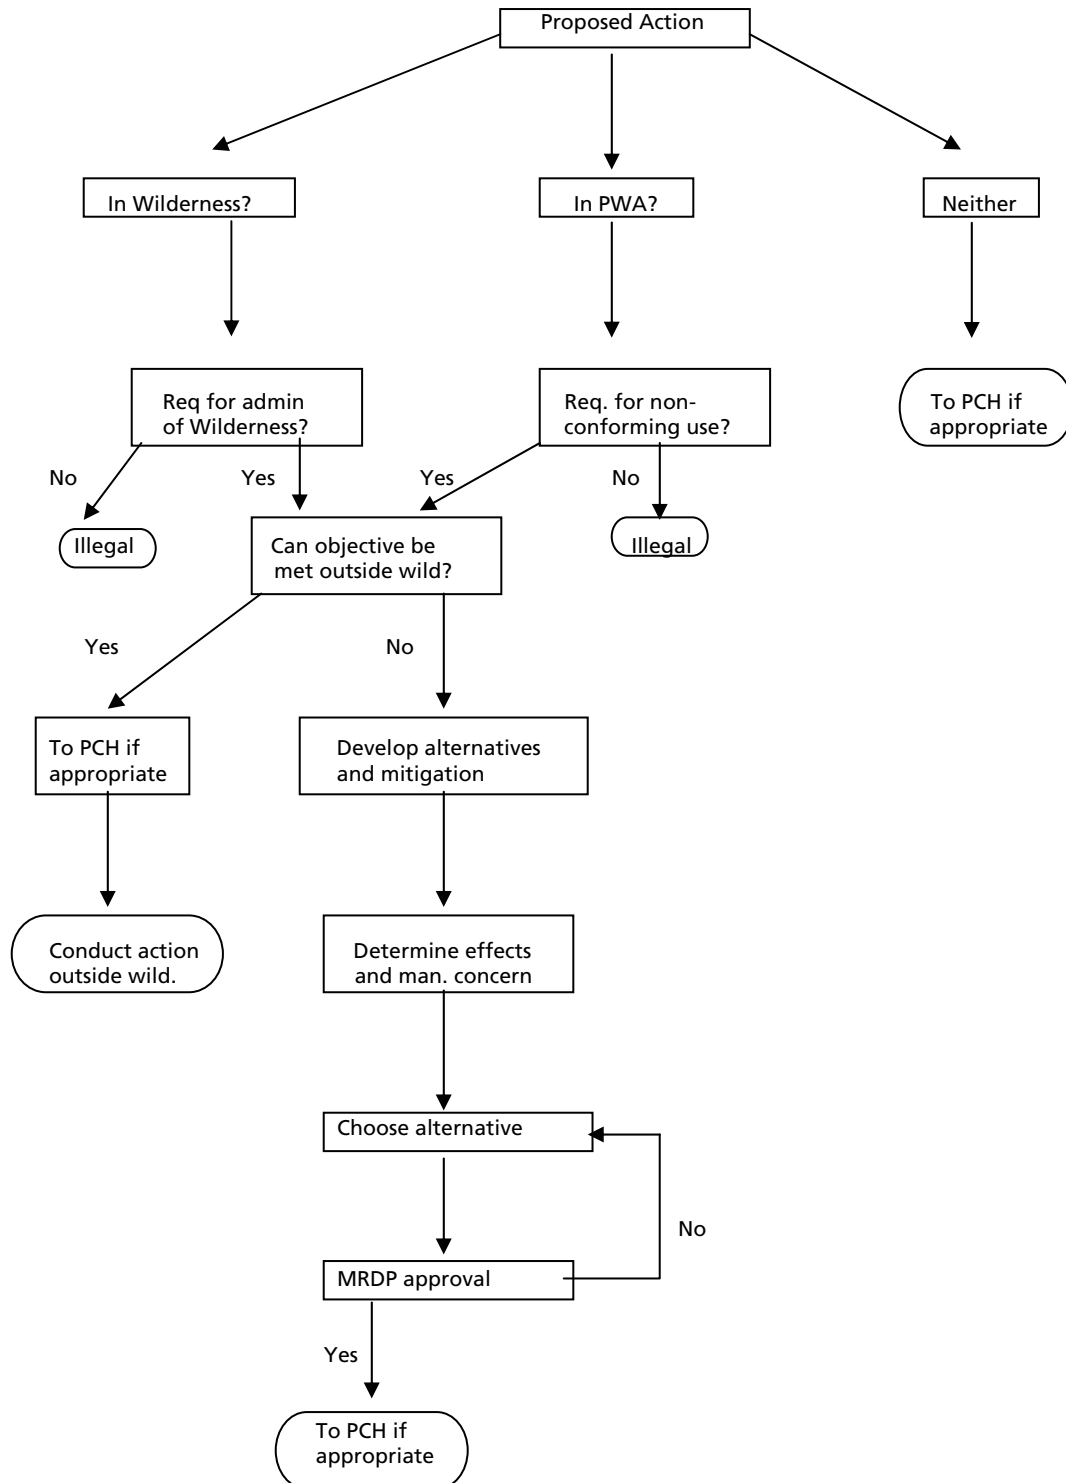 Proposed Action
In Wilderness?
In PWA?
Neither
Req for admin
of Wilderness?
Req. for non-
conforming use?
To PCH if
appropriate
No
Yes
Yes
No
Illegal
Can objective be
met outside wild?
Illegal
Yes
No
To PCH if
appropriate
Develop alternatives
and mitigation
Conduct action
outside wild.
Determine effects
and man. concern
Choose alternative
No
MRDP approval
Yes
To PCH if
appropriate